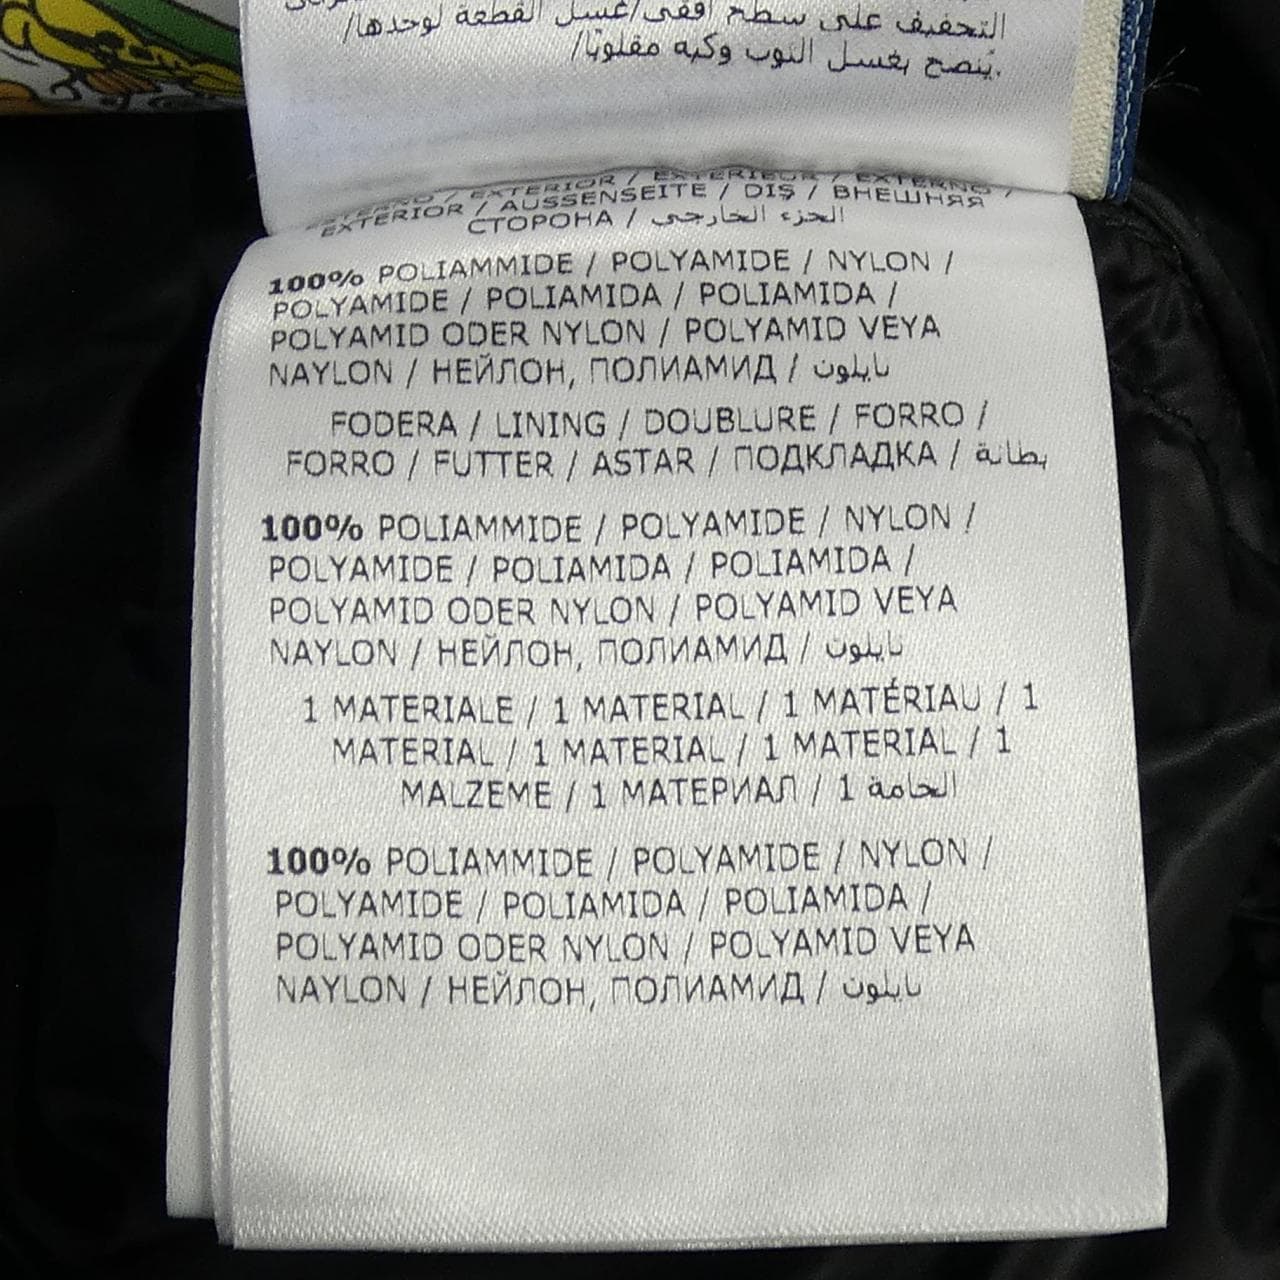 التجفيف على سطح أفقي/غسل القطعة لوحدها/
يُنصح بغسل الثوب وكيه مقلوبًا/.
/ EXTERIOR / EXTÉRIEUR / EXTERNO /
EXTERIOR / AUSSENSEITE / DIŞ / ВНЕШНЯЯ
СТОРОНА / الجزء الخارجي
100% POLIAMMIDE / POLYAMIDE / NYLON /
POLYAMIDE / POLIAMIDA / POLIAMIDA /
POLYAMID ODER NYLON / POLYAMID VEYA
NAYLON / НЕЙЛОН, ПОЛИАМИД / نايلون
FODERA / LINING / DOUBLURE / FORRO /
FORRO / FUTTER / ASTAR / ПОДКЛАДКА / بطانة
100% POLIAMMIDE / POLYAMIDE / NYLON /
POLYAMIDE / POLIAMIDA / POLIAMIDA /
POLYAMID ODER NYLON / POLYAMID VEYA
NAYLON / НЕЙЛОН, ПОЛИАМИД / نايلون
1 MATERIALE / 1 MATERIAL / 1 MATÉRIAU / 1
MATERIAL / 1 MATERIAL / 1 MATERIAL / 1
MALZEME / 1 МАТЕРИАЛ / 1 الخامة
100% POLIAMMIDE / POLYAMIDE / NYLON /
POLYAMIDE / POLIAMIDA / POLIAMIDA /
POLYAMID ODER NYLON / POLYAMID VEYA
NAYLON / НЕЙЛОН, ПОЛИАМИД / نايلون